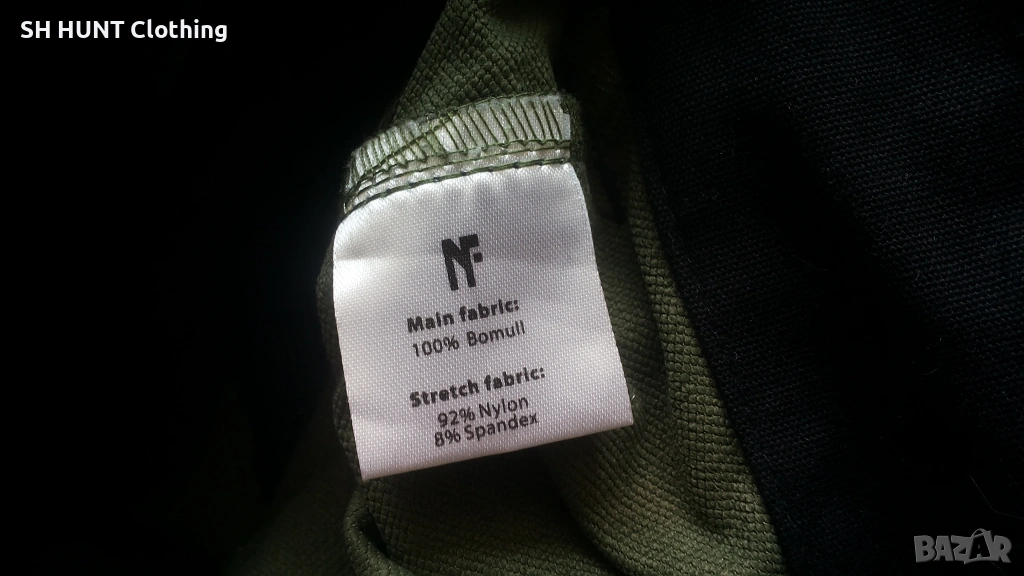 SH HUNT Clothing
NF
Main fabric:
100% Bomull
Stretch fabric:
92% Nylon
8% Spandex
BAZAR